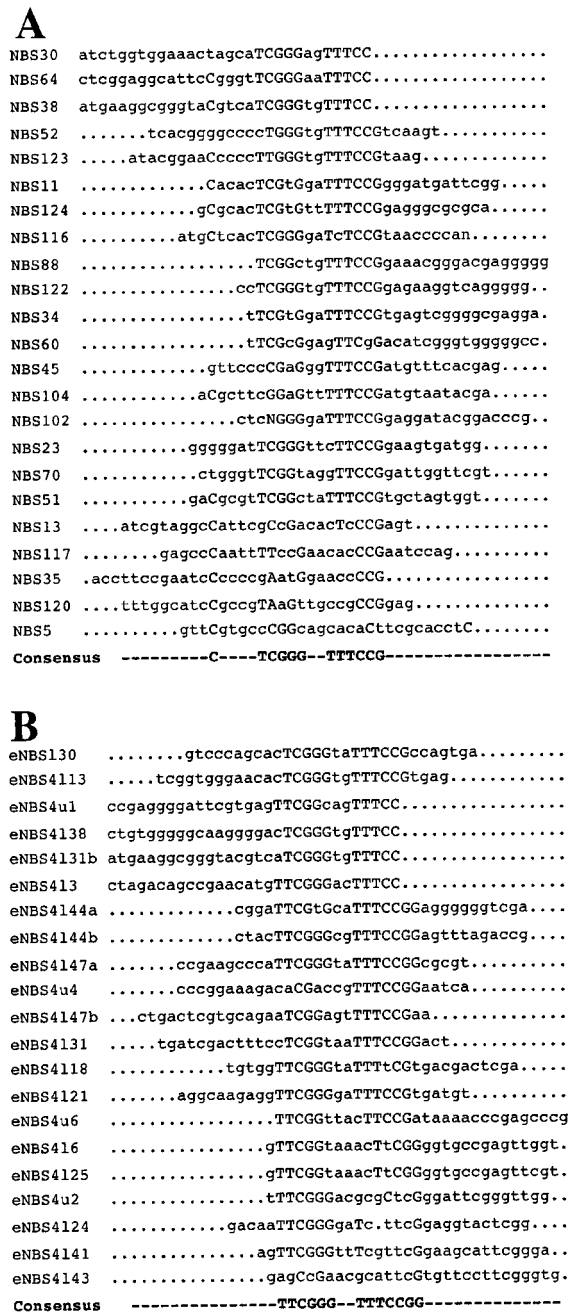 A
NBS30 atctggtggaaactagcaTCGGGagTTTCC..................
NBS64 ctcggaggcattcCgggtTCGGGaaTTTCC..................
NBS38 atgaaggcgggtaCgtcaTCGGGtgTTTCC..................
NBS52 .......tcacggggccccTGGGtgTTTCCGtcaagt...........
NBS123 .....atacggaaCccccTTGGGtgTTTCCGtaag.............
NBS11 .............CacacTCGtGgaTTTCCGgggatgattcgg.....
NBS124 ............gCgcacTCGtGttTTTCCGgagggcgcgca......
NBS116 ..........atgCtcacTCGGGgaTcTCCGtaaccccan........
NBS88 ..................TCGGctgTTTCCGgaaacgggacgaggggg
NBS122 ................ccTCGGGtgTTTCCGgagaaggtcaggggg..
NBS34 .................tTCGtGgaTTTCCGtgagtcggggcgagga.
NBS60 .................tTCGcGgagTTCgGacatcgggtgggggcc.
NBS45 .............gttccccCGaGggTTTCCGatgtttcacgag.....
NBS104 ............aCgcttcGGaGttTTTCCGatgtaatacga......
NBS102 ................ctcNGGGgaTTTCCGgaggatacggacccg..
NBS23 ...........gggggatTCGGGttcTTCCGgaagtgatgg.......
NBS70 ............ctgggtTCGGtaggTTCCGgattggttcgt......
NBS51 ...........gaCgcgtTCGGctaTTTCCGtgctagtggt.......
NBS13 ....atcgtaggcCattcgCcGacacTcCCGagt..............
NBS117 ........gagccCaattTTccGaacacCCGaatccag..........
NBS35 .accttccgaatcCcccccgAatGgaaccCCG.................
NBS120 ....tttggcatcCgccgTAaGttgccgCCGgag..............
NBS5 ..........gttCgtgccCGGcagcacaCttcgcacctC........
Consensus ---------C----TCGGG--TTTCCG-----------------
B
eNBS130 ........gtcccagcacTCGGGtaTTTCCGccagtga.........
eNBS4113 .....tcggtgggaacacTCGGGtgTTTCCGtgag............
eNBS4u1 ccgaggggattcgtgagTTCGGcagTTTCC.................
eNBS4138 ctgtgggggcaaggggacTCGGGtgTTTCC.................
eNBS4131b atgaaggcgggtacgtcaTCGGGtgTTTCC.................
eNBS413 ctagacagccgaacatgTTCGGGacTTTCC.................
eNBS4144a .............cggaTTCGtGcaTTTCCGGaggggggtcga....
eNBS4144b .............ctacTTCGGGcgTTTCCGGagtttagaccg....
eNBS4147a .......ccgaagcccaTTCGGGtaTTTCCGGcgcgt..........
eNBS4u4 .......cccggaaagacaCGaccgTTTCCGGaatca..........
eNBS4147b ...ctgactcgtgcagaaTCGGagtTTTCCGaa..............
eNBS4131 .....tgatcgactttccTCGGtaaTTTCCGGact............
eNBS4118 ............tgtggTTCGGGtaTTTtCGtgacgactcga.....
eNBS4121 .......aggcaagaggTTCGGGgaTTTCCGtgatgt..........
eNBS4u6 .................TTCGGttacTTCCGataaaacccgagcccg
eNBS416 ................gTTCGGtaaacTtCGGggtgccgagttggt.
eNBS4125 ................gTTCGGtaaacTtCGGggtgccgagttcgt.
eNBS4u2 ................tTTCGGGacgcgCtcGggattcgggttgg..
eNBS4124 ............gacaaTTCGGGgaTc.ttcGgaggtactcgg....
eNBS4141 ...............agTTCGGGttTcgttcGgaagcattcggga..
eNBS4143 ................gagCcGaacgcattcGtgttccttcgggtg.
Consensus ---------------TTCGGG--TTTCCGG---------------